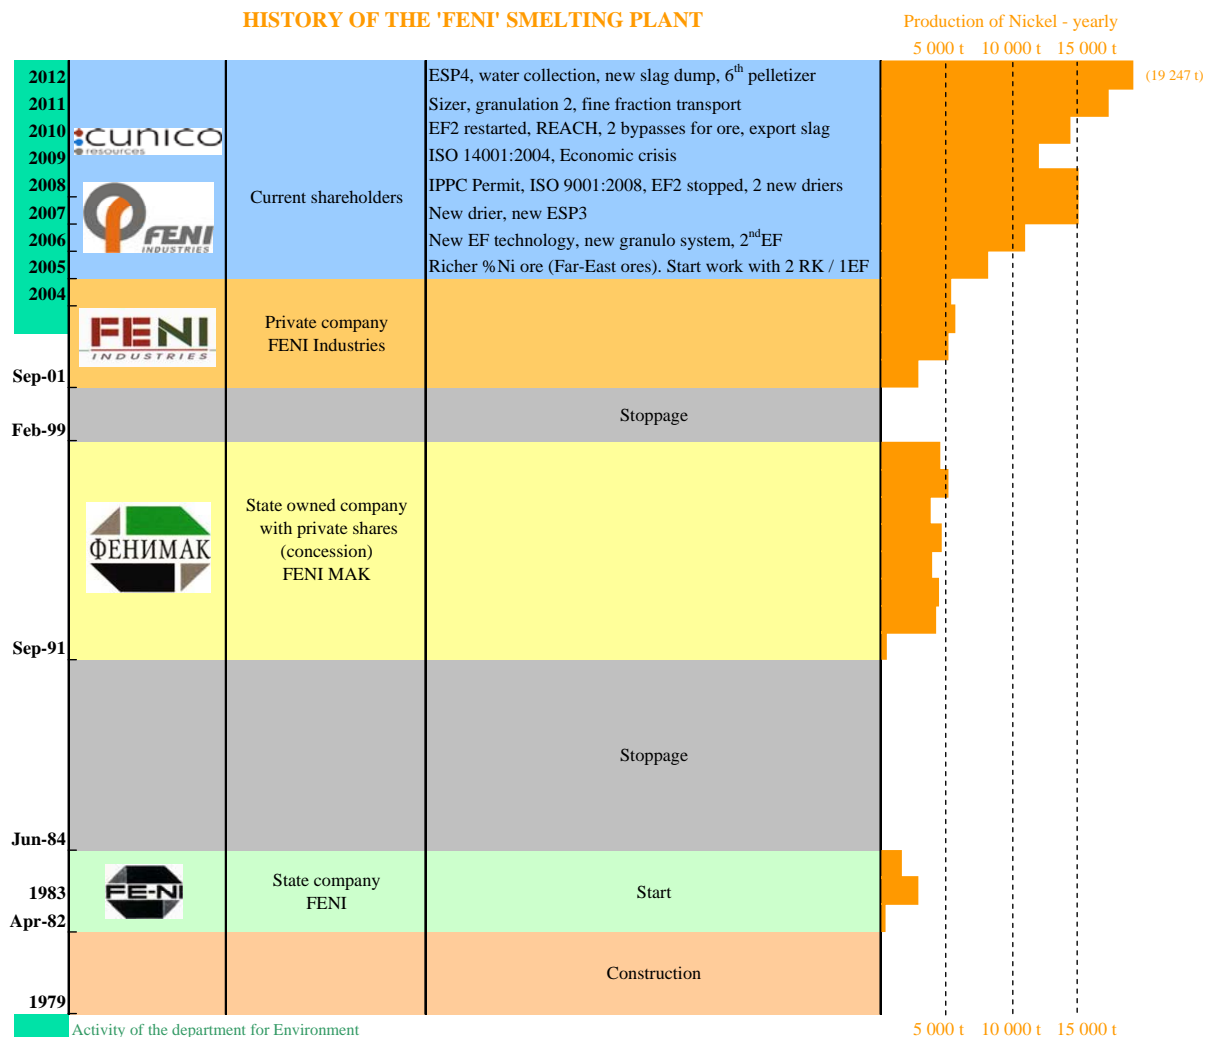 HISTORY OF THE 'FENI' SMELTING PLANT
Production of Nickel - yearly
5 000 t 10 000 t 15 000 t
2012
ESP4, water collection, new slag dump, 6th pelletizer
(19 247 t)
2011
Sizer, granulation 2, fine fraction transport
2010
cunico
resources
EF2 restarted, REACH, 2 bypasses for ore, export slag
2009
ISO 14001:2004, Economic crisis
2008
IPPC Permit, ISO 9001:2008, EF2 stopped, 2 new driers
Current shareholders
2007
FENI
INDUSTRIES
New drier, new ESP3
2006
New EF technology, new granulo system, 2nd EF
2005
Richer %Ni ore (Far-East ores). Start work with 2 RK / 1EF
2004
FENI
INDUSTRIES
Private company
FENI Industries
Sep-01
Stoppage
Feb-99
ФЕНИМАК
State owned company
with private shares
(concession)
FENI MAK
Sep-91
Stoppage
Jun-84
FE-NI
State company
FENI
Start
1983
Apr-82
Construction
1979
Activity of the department for Environment
5 000 t 10 000 t 15 000 t